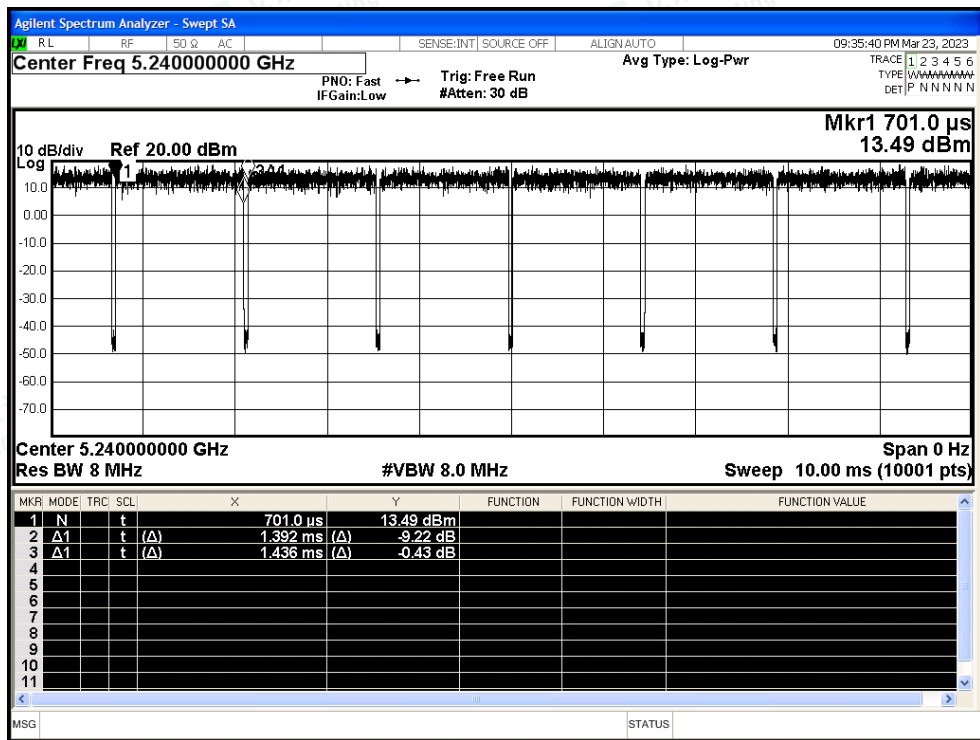 Agilent Spectrum Analyzer - Swept SA
LXI RL RF 50 Ω AC SENSE:INT SOURCE OFF ALIGN AUTO 09:35:40 PM Mar 23, 2023
Center Freq 5.240000000 GHz
Avg Type: Log-Pwr
TRACE 1 2 3 4 5 6
PNO: Fast Trig: Free Run
TYPE WWWWWW
IFGain:Low #Atten: 30 dB
DET P N N N N N
Mkr1 701.0 µs
10 dB/div Ref 20.00 dBm 13.49 dBm
Log
1
3Δ1
10.0
0.00
-10.0
-20.0
-30.0
-40.0
-50.0
-60.0
-70.0
Center 5.240000000 GHz Span 0 Hz
Res BW 8 MHz #VBW 8.0 MHz Sweep 10.00 ms (10001 pts)
MKR MODE TRC SCL X Y FUNCTION FUNCTION WIDTH FUNCTION VALUE
1 N t 701.0 µs 13.49 dBm
2 Δ1 t (Δ) 1.392 ms (Δ) -9.22 dB
3 Δ1 t (Δ) 1.436 ms (Δ) -0.43 dB
4
5
6
7
8
9
10
11
MSG STATUS